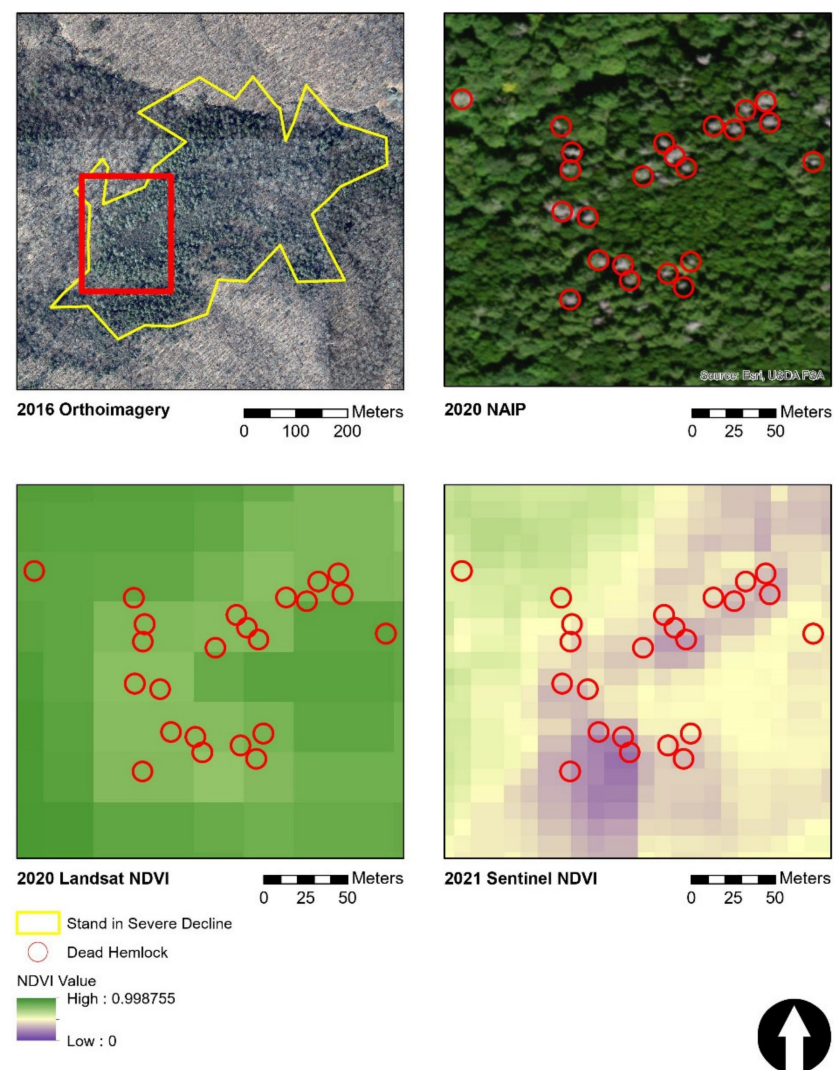 2016 Orthoimagery
Meters
0 100 200
Source: Esri, USDA FSA
2020 NAIP
Meters
0 25 50
2020 Landsat NDVI
Meters
0 25 50
2021 Sentinel NDVI
Meters
0 25 50
Stand in Severe Decline
Dead Hemlock
NDVI Value
High : 0.998755
Low : 0